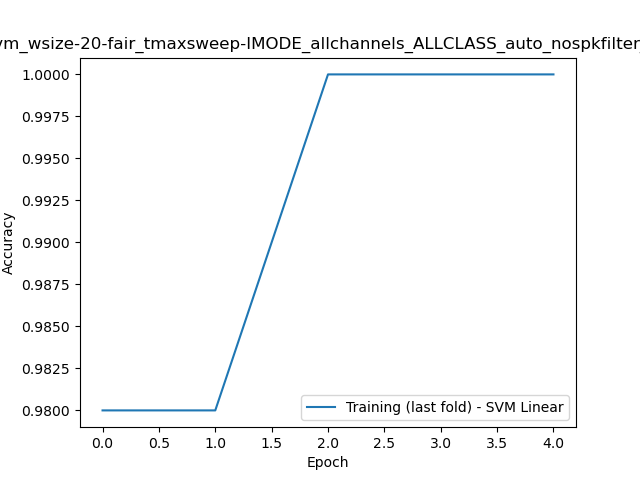 vm_wsize-20-fair_tmaxsweep-IMODE_allchannels_ALLCLASS_auto_nospkfilter_
1.0000
0.9975
0.9950
0.9925
0.9900
0.9875
0.9850
0.9825
0.9800
Accuracy
Training (last fold) - SVM Linear
0.0 0.5 1.0 1.5 2.0 2.5 3.0 3.5 4.0
Epoch